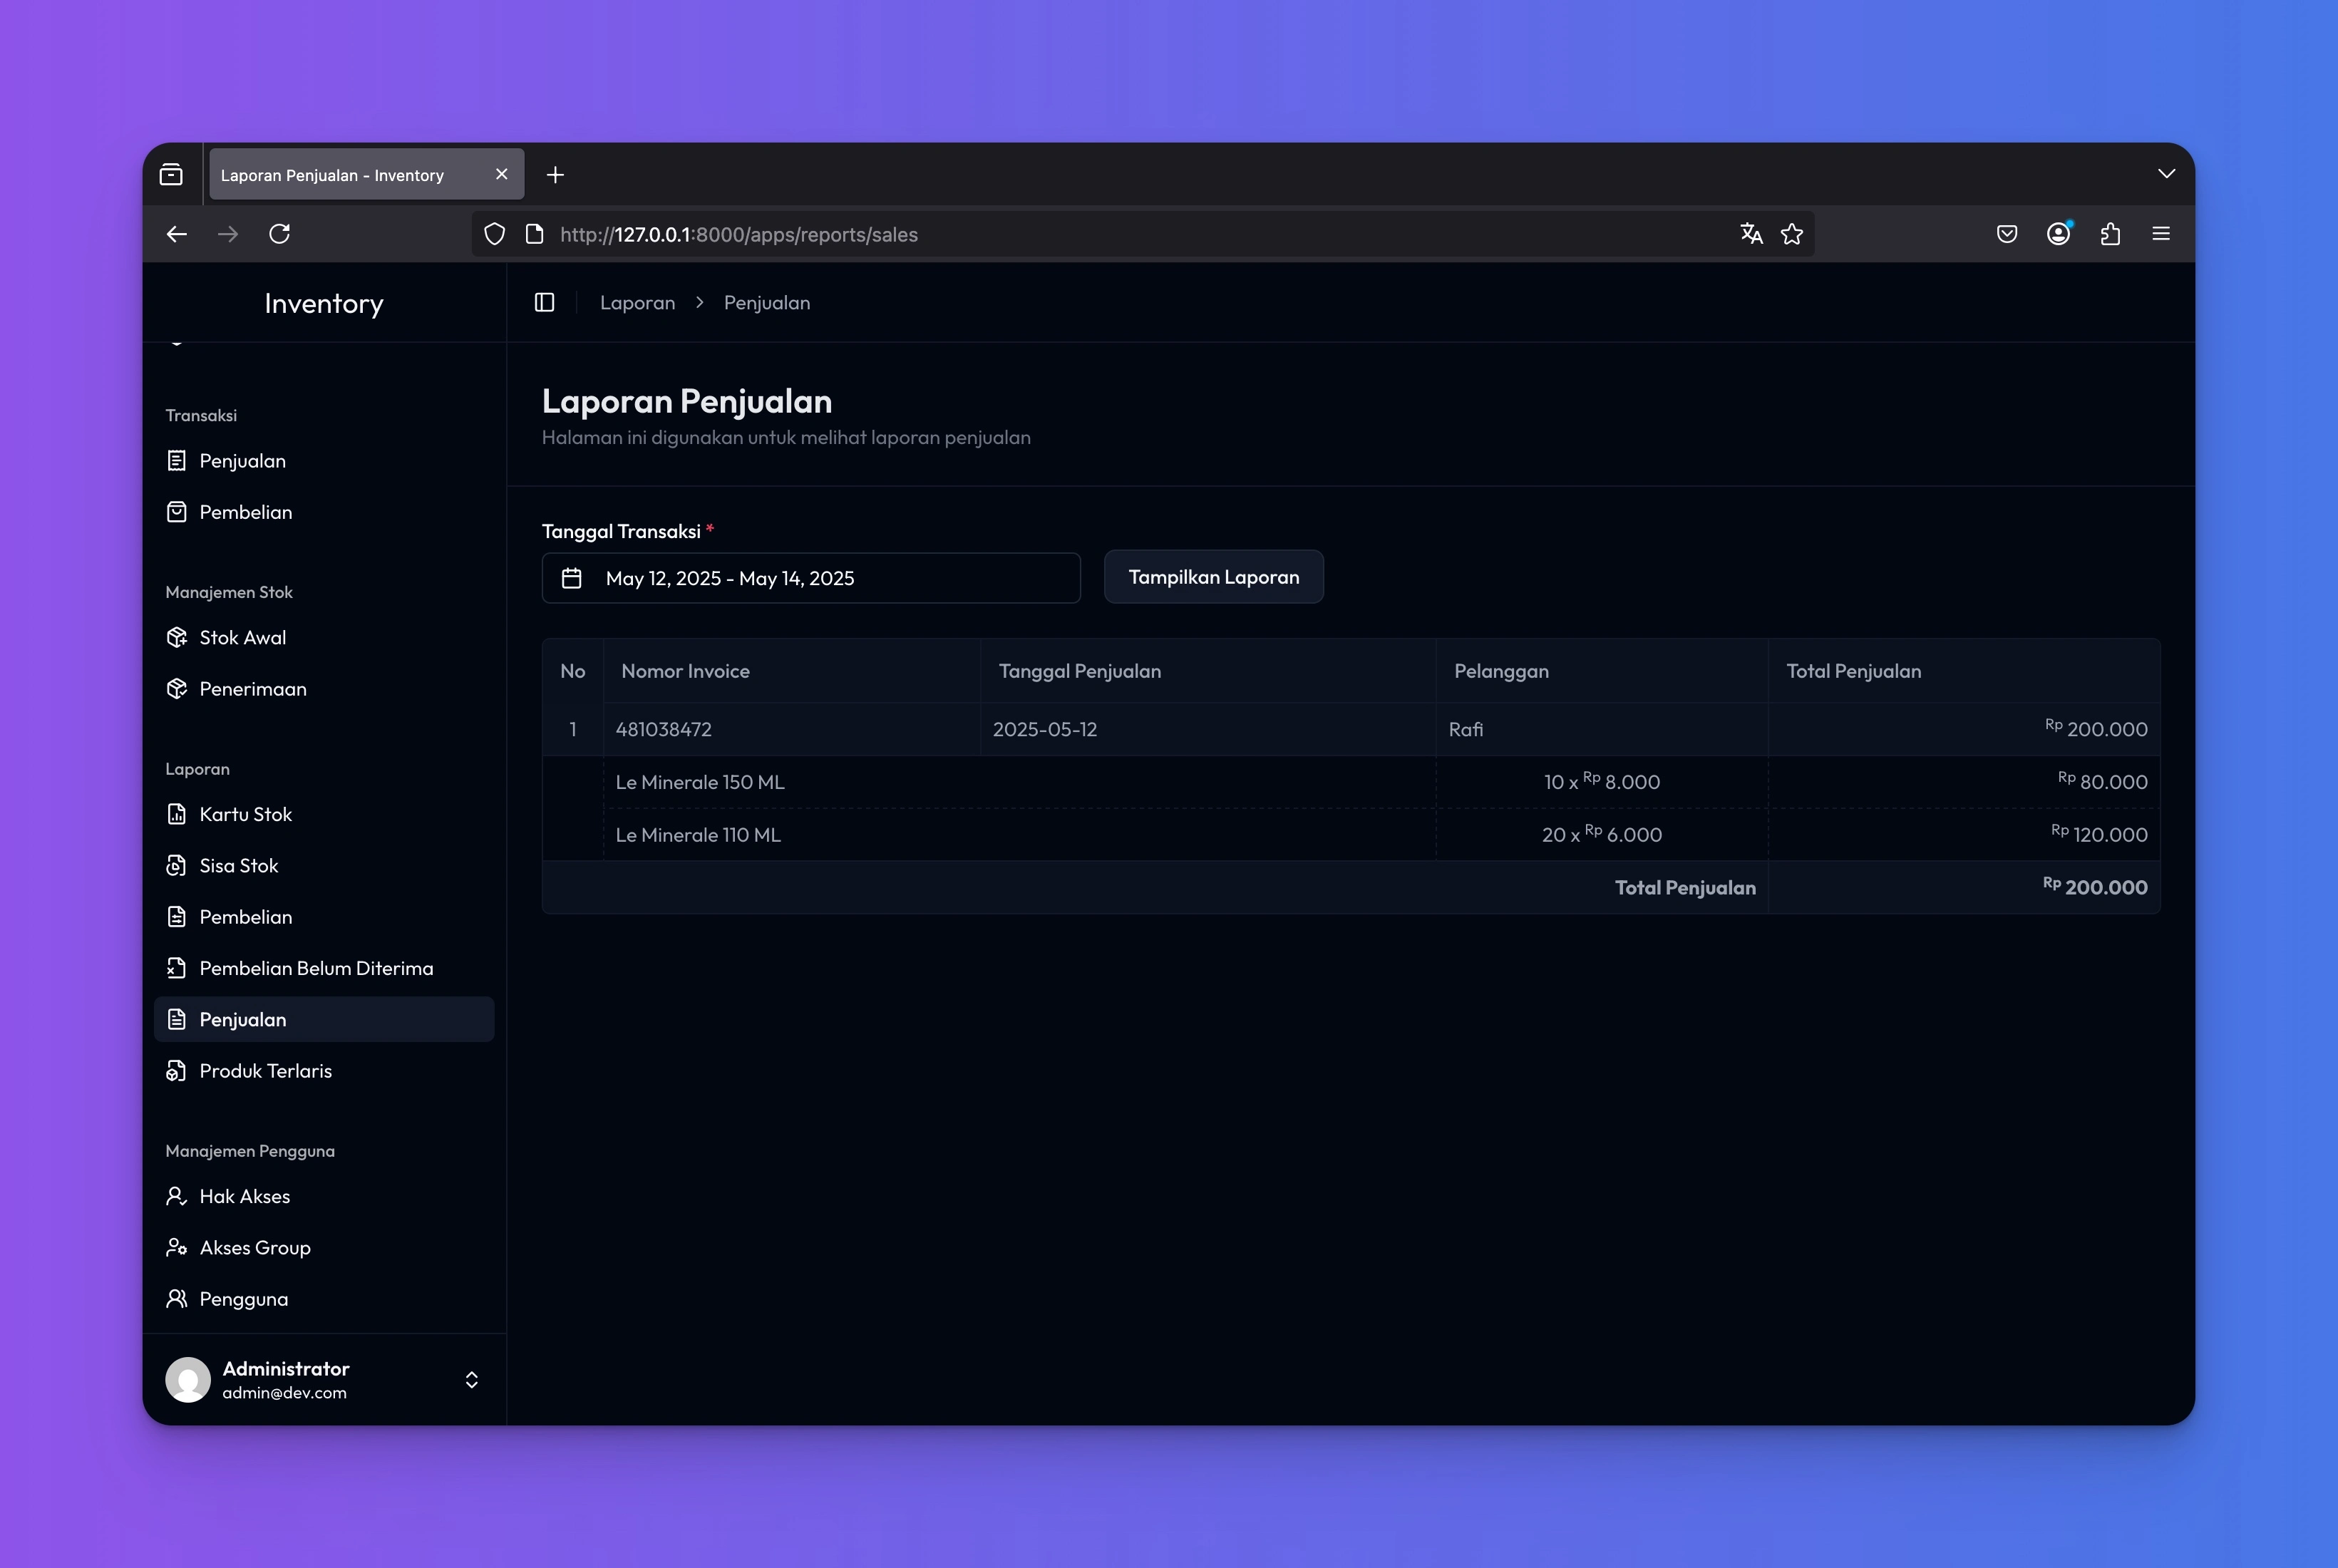 Laporan Penjualan - Inventory
http://127.0.0.1:8000/apps/reports/sales
Inventory
Laporan
Penjualan
Transaksi
Penjualan
Pembelian
Manajemen Stok
Stok Awal
Penerimaan
Laporan
Kartu Stok
Sisa Stok
Pembelian
Pembelian Belum Diterima
Penjualan
Produk Terlaris
Manajemen Pengguna
Hak Akses
Akses Group
Pengguna
Administrator
admin@dev.com
Laporan Penjualan
Halaman ini digunakan untuk melihat laporan penjualan
Tanggal Transaksi *
May 12, 2025 - May 14, 2025
Tampilkan Laporan
No Nomor Invoice Tanggal Penjualan Pelanggan Total Penjualan
1 481038472 2025-05-12 Rafi Rp 200.000
Le Minerale 150 ML 10 x Rp 8.000 Rp 80.000
Le Minerale 110 ML 20 x Rp 6.000 Rp 120.000
Total Penjualan Rp 200.000